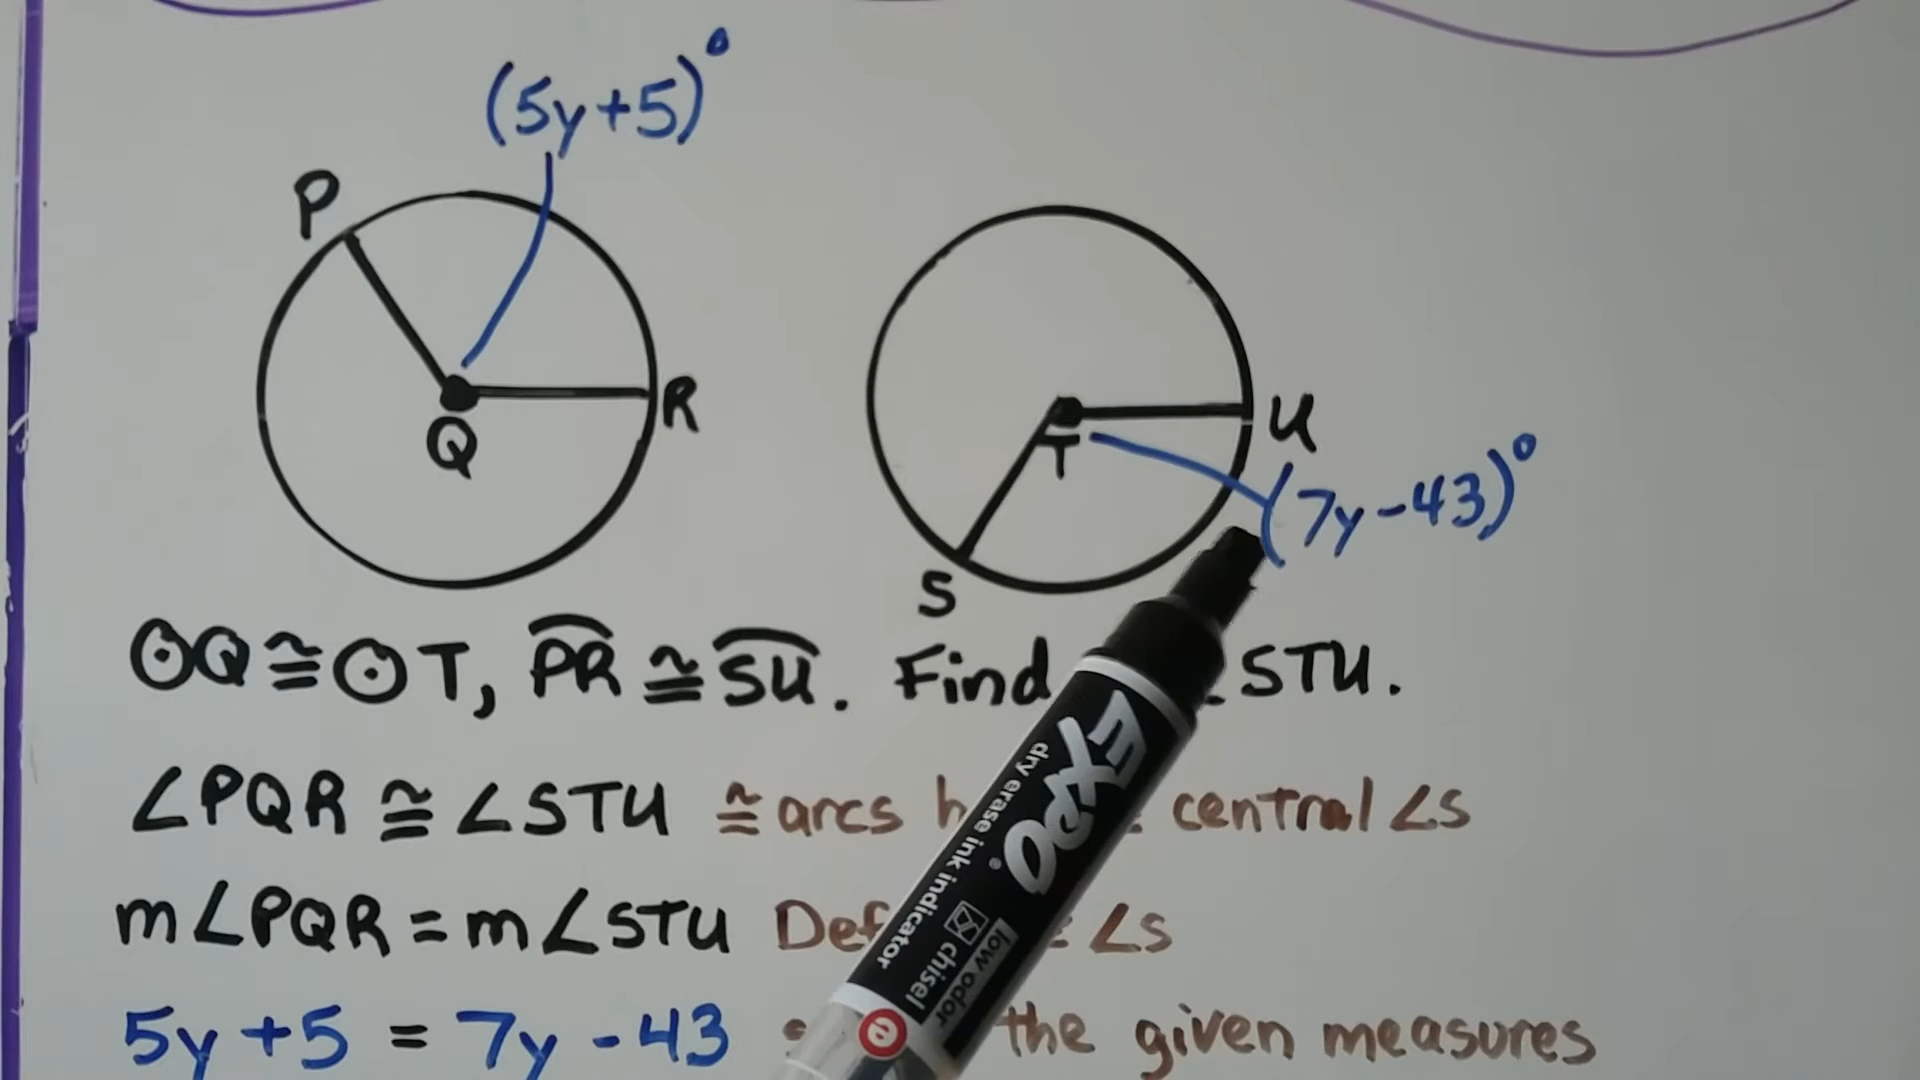 (5y+5)°
P
Q
R
U
T
(7y-43)°
S
⊙Q≅⊙T, PR≅SU. Find STU.
∠PQR ≅ ∠STU ≅ arcs central ∠s
m∠PQR = m∠STU ∠s
5y+5 = 7y-43 the given measures
EXPO
dry erase ink indicator
low odor
chisel